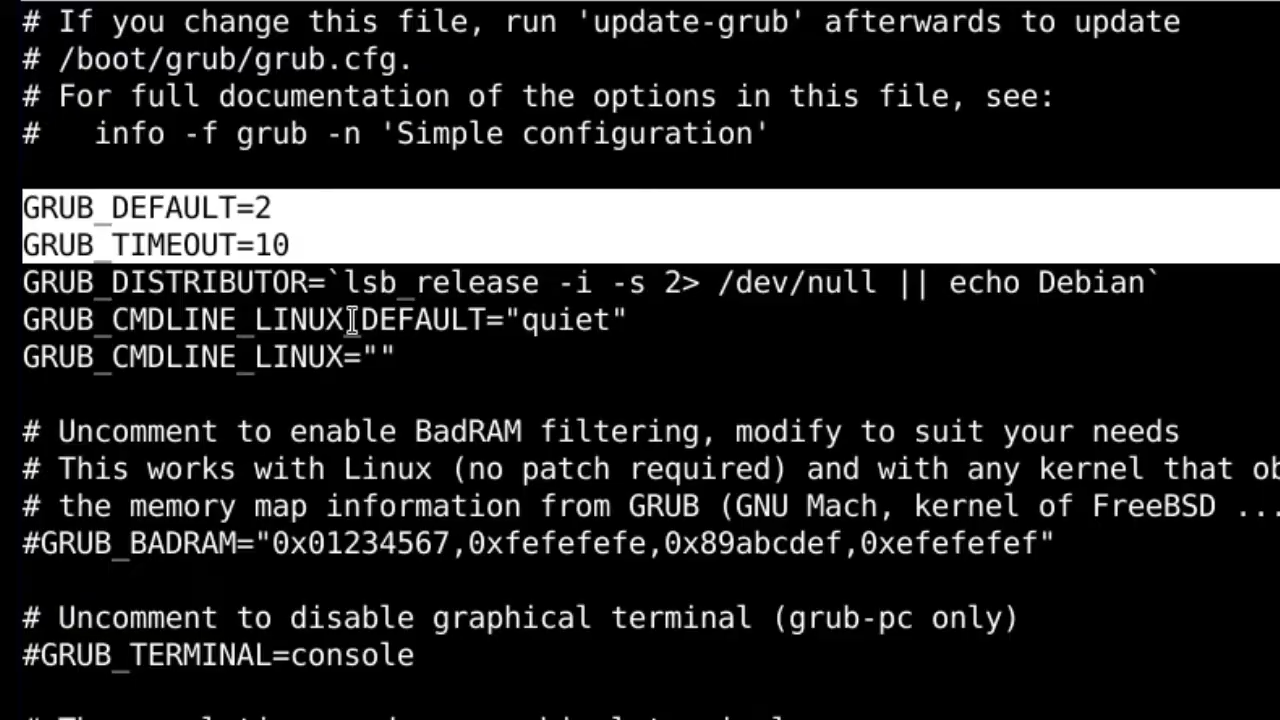 # If you change this file, run 'update-grub' afterwards to update
# /boot/grub/grub.cfg.
# For full documentation of the options in this file, see:
#   info -f grub -n 'Simple configuration'
GRUB_DEFAULT=2
GRUB_TIMEOUT=10
GRUB_DISTRIBUTOR=`lsb_release -i -s 2> /dev/null || echo Debian`
GRUB_CMDLINE_LINUX_DEFAULT="quiet"
GRUB_CMDLINE_LINUX=""
# Uncomment to enable BadRAM filtering, modify to suit your needs
# This works with Linux (no patch required) and with any kernel that ob
# the memory map information from GRUB (GNU Mach, kernel of FreeBSD ...
#GRUB_BADRAM="0x01234567,0xfefefefe,0x89abcdef,0xefefefef"
# Uncomment to disable graphical terminal (grub-pc only)
#GRUB_TERMINAL=console